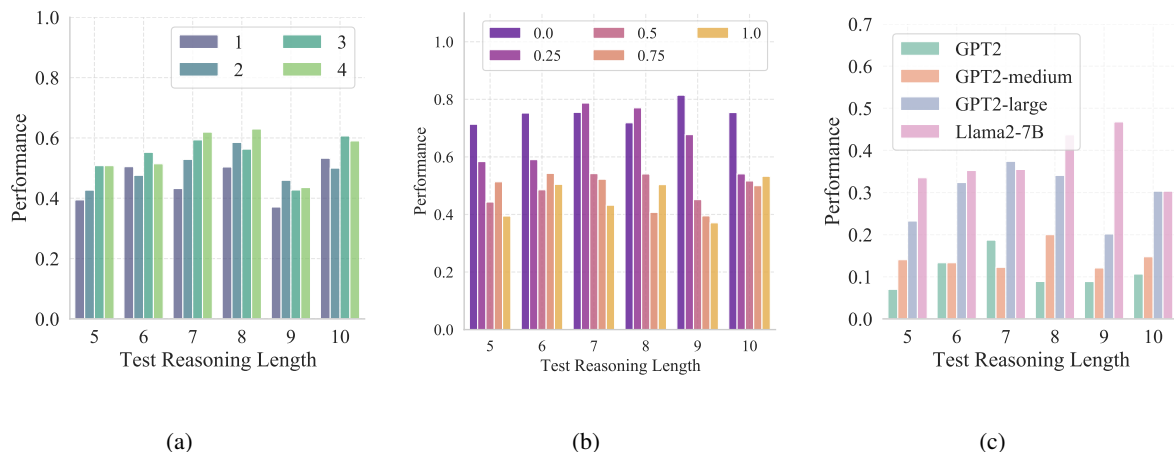 1.0
0.8
0.6
0.4
0.2
0.0
Performance
1 3
2 4
5 6 7 8 9 10
Test Reasoning Length
(a)
1.0
0.8
0.6
0.4
0.2
0.0
Performance
0.0 0.5 1.0
0.25 0.75
5 6 7 8 9 10
Test Reasoning Length
(b)
0.7
0.6
0.5
0.4
0.3
0.2
0.1
0.0
Performance
GPT2
GPT2-medium
GPT2-large
Llama2-7B
5 6 7 8 9 10
Test Reasoning Length
(c)